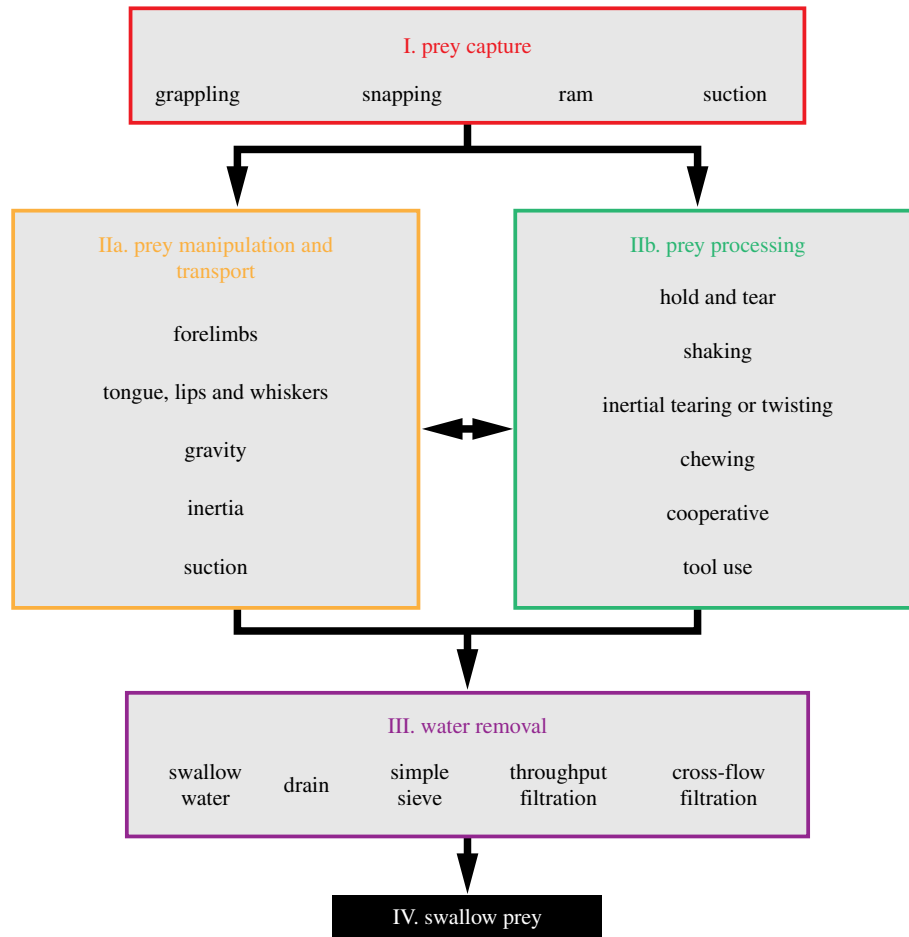 I. prey capture
grappling
snapping
ram
suction
IIa. prey manipulation and
transport
forelimbs
tongue, lips and whiskers
gravity
inertia
suction
IIb. prey processing
hold and tear
shaking
inertial tearing or twisting
chewing
cooperative
tool use
III. water removal
swallow
water
drain
simple
sieve
throughput
filtration
cross-flow
filtration
IV. swallow prey